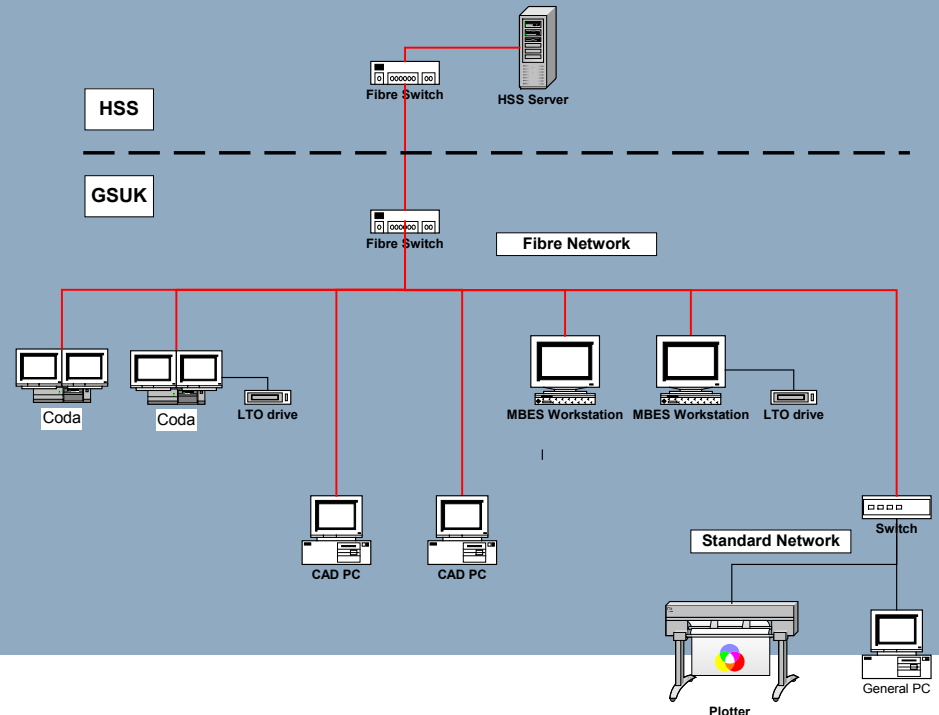 Fibre Switch
HSS Server
HSS
GSUK
Fibre Switch
Fibre Network
Coda
Coda
LTO drive
MBES Workstation
MBES Workstation
LTO drive
CAD PC
CAD PC
Switch
Standard Network
General PC
Plotter